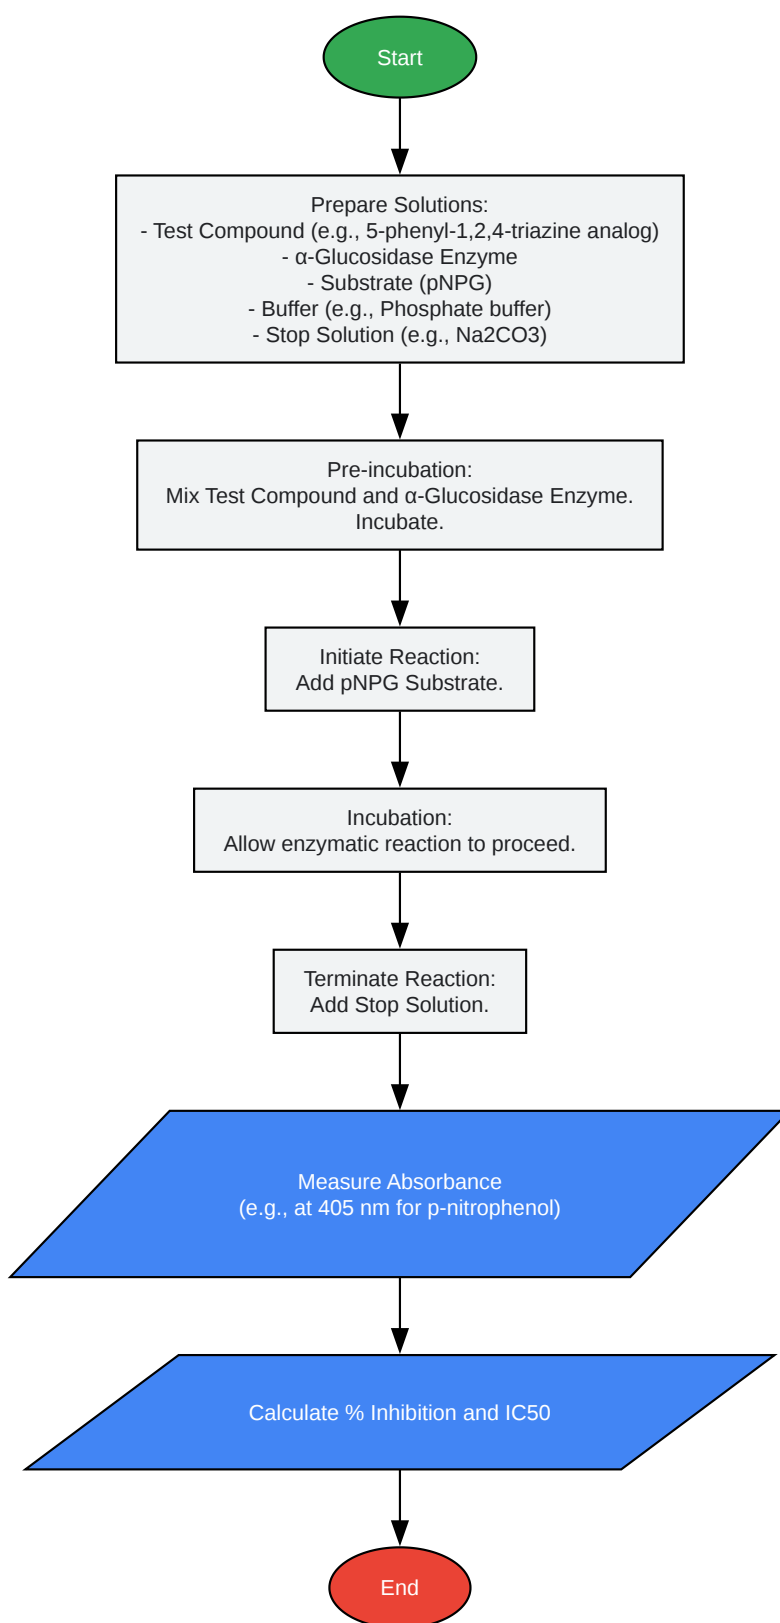 Start
Prepare Solutions:
- Test Compound (e.g., 5-phenyl-1,2,4-triazine analog)
- α-Glucosidase Enzyme
- Substrate (pNPG)
- Buffer (e.g., Phosphate buffer)
- Stop Solution (e.g., Na2CO3)
Pre-incubation:
Mix Test Compound and α-Glucosidase Enzyme.
Incubate.
Initiate Reaction:
Add pNPG Substrate.
Incubation:
Allow enzymatic reaction to proceed.
Terminate Reaction:
Add Stop Solution.
Measure Absorbance
(e.g., at 405 nm for p-nitrophenol)
Calculate % Inhibition and IC50
End